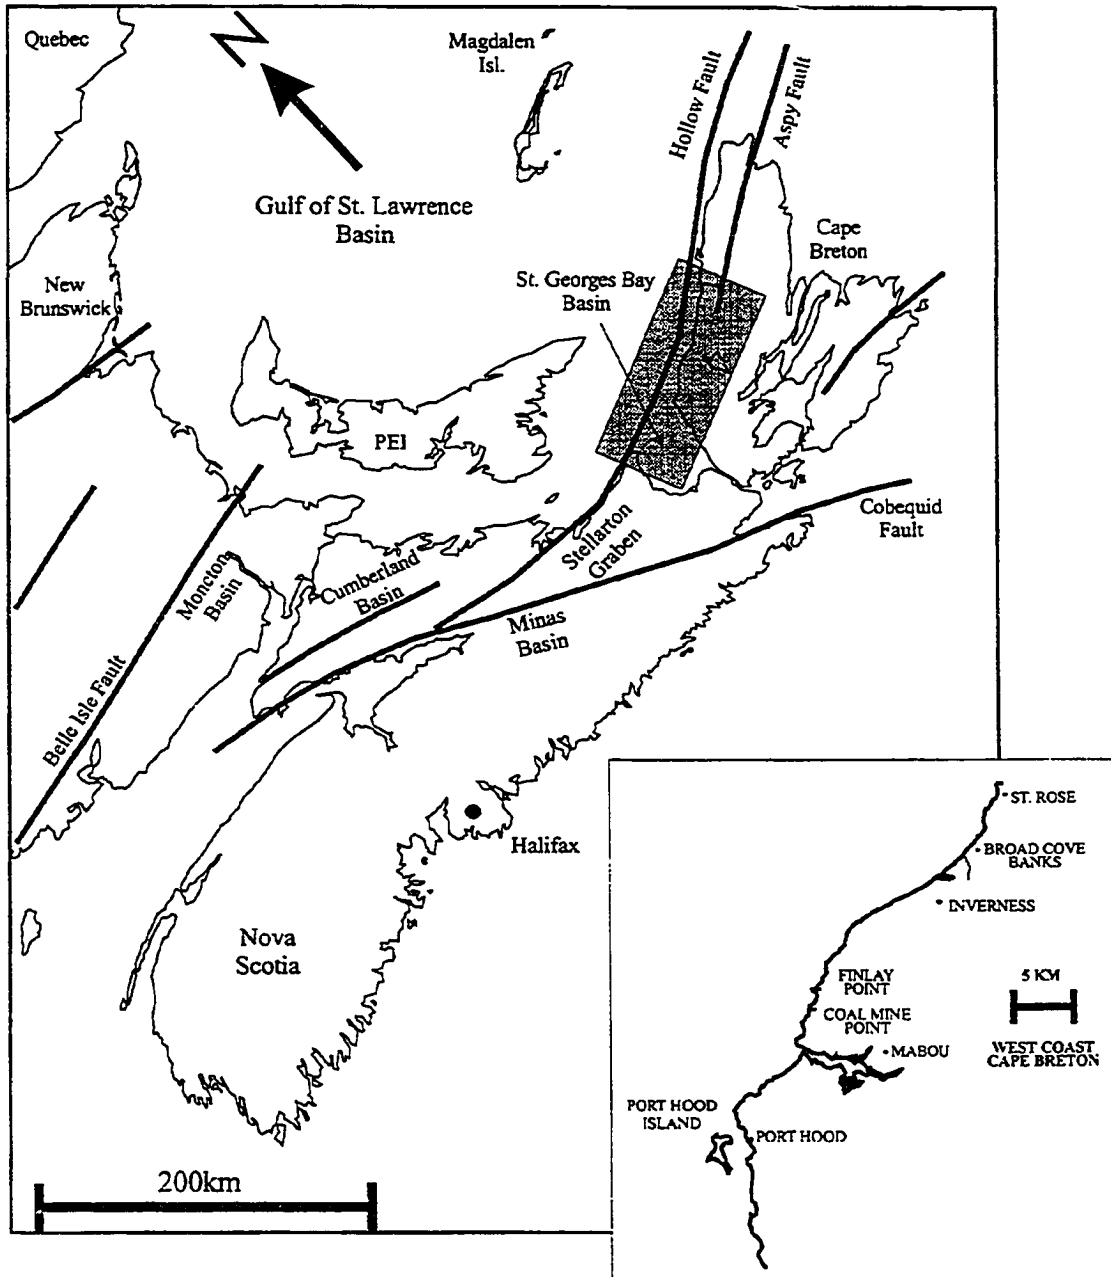 Quebec
N
Magdalen
Isl.
Hollow Fault
Aspy Fault
Gulf of St. Lawrence
Basin
Cape
Breton
St. Georges Bay
Basin
New
Brunswick
PEI
Cobequid
Fault
Stellarton
Graben
Moncton
Basin
Cumberland
Basin
Minas
Basin
Belle Isle Fault
Halifax
Nova
Scotia
200km
ST. ROSE
BROAD COVE
BANKS
INVERNESS
FINLAY
POINT
5 KM
COAL MINE
POINT
MABOU
WEST COAST
CAPE BRETON
PORT HOOD
ISLAND
PORT HOOD